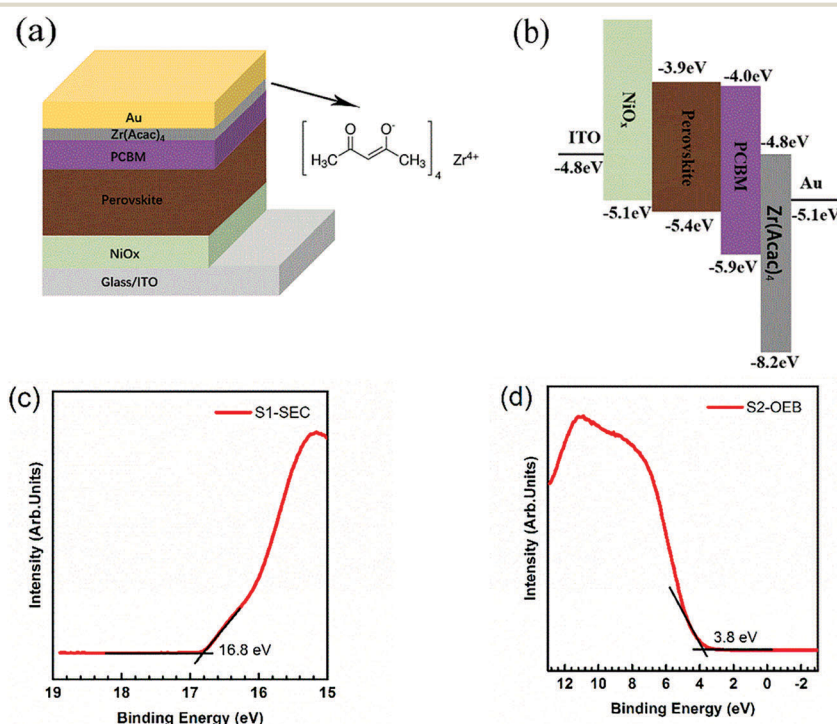 (a)
Au
Zr(Acac)₄
PCBM
Perovskite
NiOx
Glass/ITO
O O⁻
H₃C CH₃
4 Zr⁴⁺
(b)
ITO
-4.8eV
NiOₓ
-5.1eV
-3.9eV
Perovskite
-5.4eV
-4.0eV
PCBM
-5.9eV
-4.8eV
Zr(Acac)₄
-8.2eV
Au
-5.1eV
(c)
S1-SEC
Intensity (Arb.Units)
16.8 eV
19 18 17 16 15
Binding Energy (eV)
(d)
S2-OEB
Intensity (Arb.Units)
3.8 eV
12 10 8 6 4 2 0 -2
Binding Energy (eV)